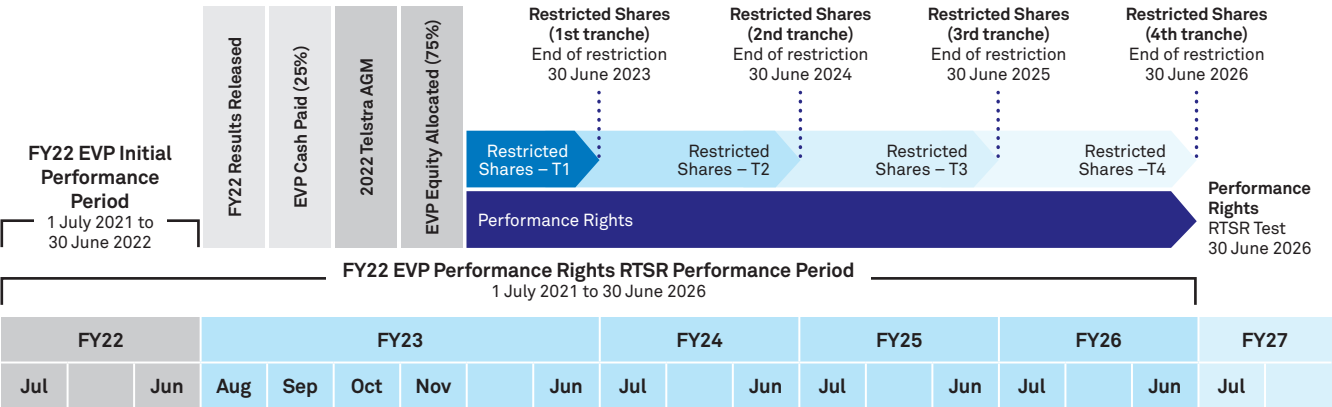 Restricted Shares
(1st tranche)
End of restriction
30 June 2023
Restricted Shares
(2nd tranche)
End of restriction
30 June 2024
Restricted Shares
(3rd tranche)
End of restriction
30 June 2025
Restricted Shares
(4th tranche)
End of restriction
30 June 2026
FY22 EVP Initial
Performance
Period
1 July 2021 to
30 June 2022
FY22 Results Released
EVP Cash Paid (25%)
2022 Telstra AGM
EVP Equity Allocated (75%)
Restricted
Shares – T1
Restricted
Shares – T2
Restricted
Shares – T3
Restricted
Shares –T4
Performance Rights
Performance
Rights
RTSR Test
30 June 2026
FY22 EVP Performance Rights RTSR Performance Period
1 July 2021 to 30 June 2026
FY22 FY23 FY24 FY25 FY26 FY27
Jul Jun Aug Sep Oct Nov Jun Jul Jun Jul Jun Jul Jun Jul